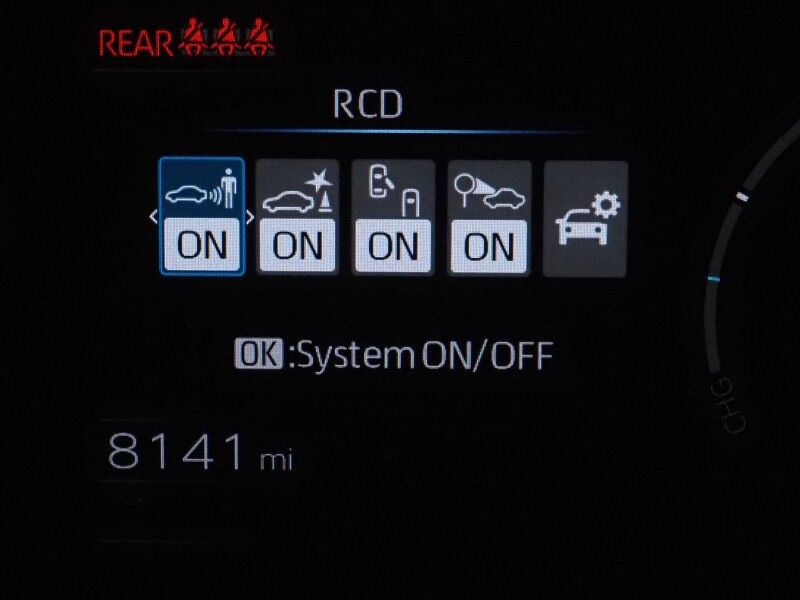 REAR
RCD
ON ON ON ON
OK:System ON/OFF
8141 mi
CHG